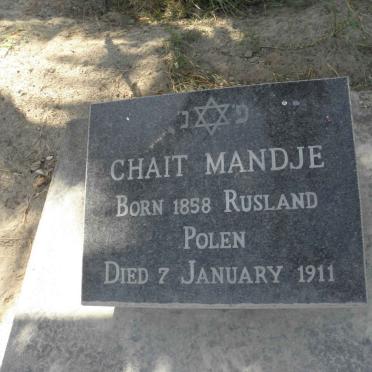 נ ✡ פ
CHAIT MANDJE
BORN 1858 RUSLAND
POLEN
DIED 7 JANUARY 1911